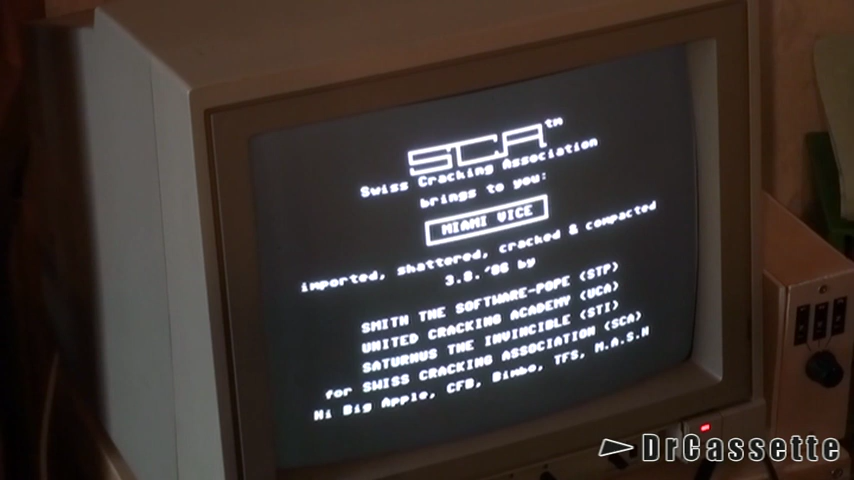 SCA™
Swiss Cracking Association
brings to you:
MIAMI VICE
imported, shattered, cracked & compacted
3.8.'86 by
SMITH THE SOFTWARE-POPE (STP)
UNITED CRACKING ACADEMY (UCA)
SATURNUS THE INVINCIBLE (STI)
for SWISS CRACKING ASSOCIATION (SCA)
Hi Big Apple, CFB, Bimbo, TFS, M.A.S.H
DrCassette